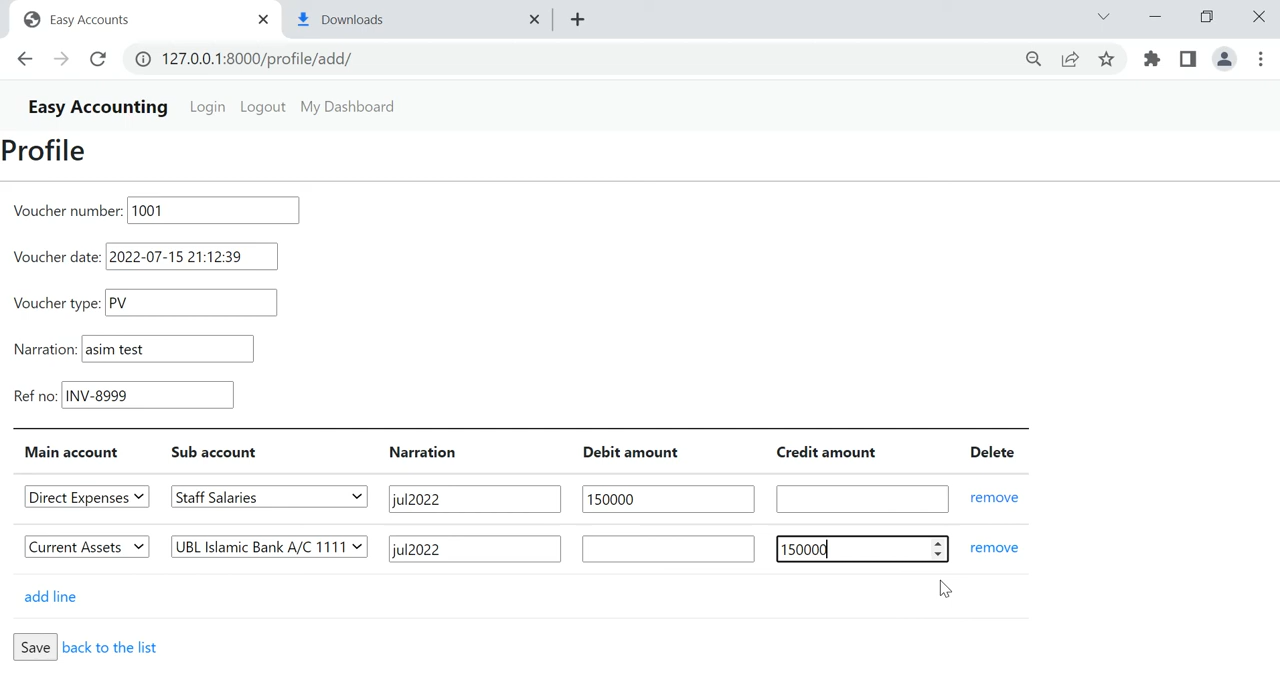 Easy Accounts
Downloads
127.0.0.1:8000/profile/add/
Easy Accounting Login Logout My Dashboard
Profile
Voucher number: 1001
Voucher date: 2022-07-15 21:12:39
Voucher type: PV
Narration: asim test
Ref no: INV-8999
Main account Sub account Narration Debit amount Credit amount Delete
Direct Expenses Staff Salaries jul2022 150000 remove
Current Assets UBL Islamic Bank A/C 1111 jul2022 150000 remove
add line
Save back to the list